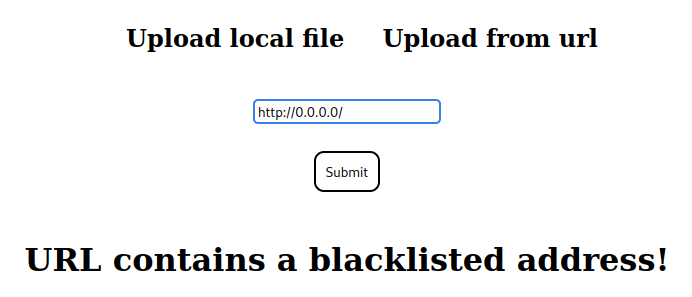 Upload local file Upload from url
http://0.0.0.0/
Submit
URL contains a blacklisted address!